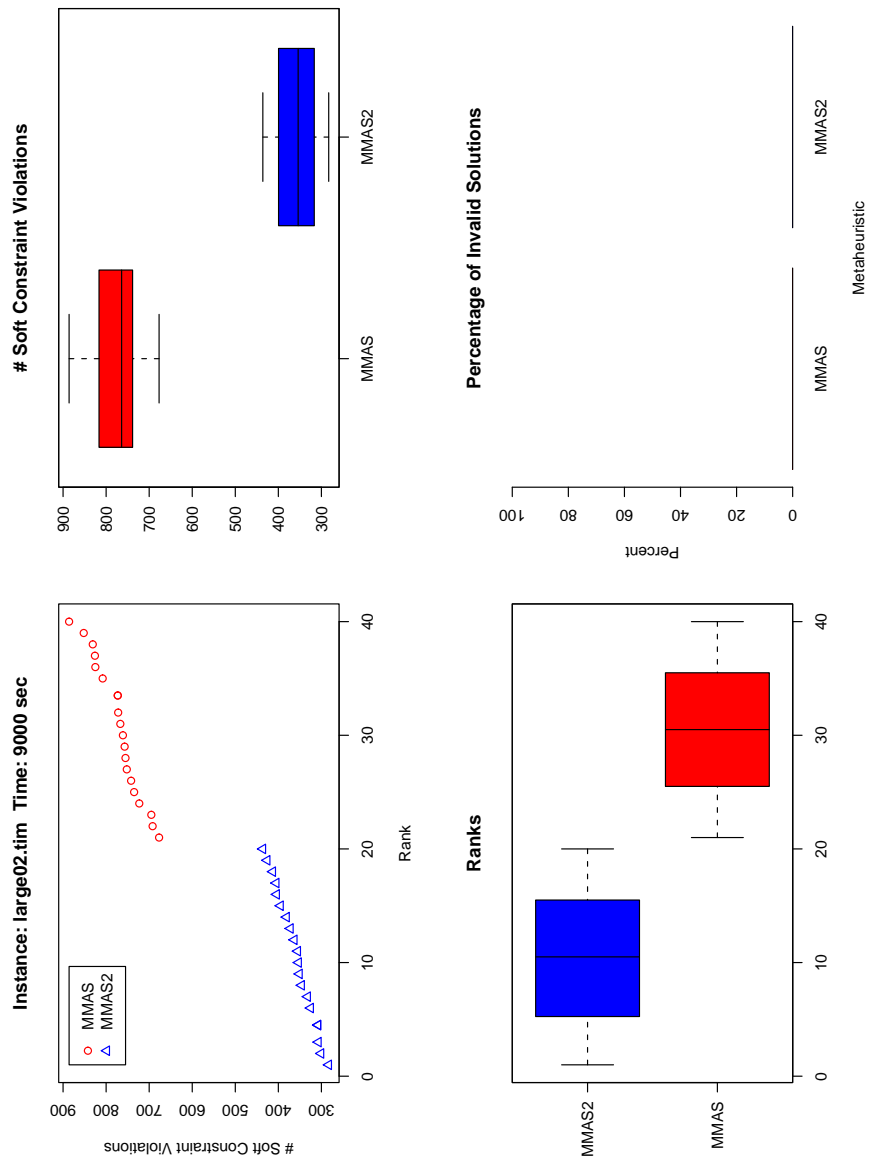 Instance: large02.tim  Time: 9000 sec
# Soft Constraint Violations
900
800
700
600
500
400
300
MMAS
MMAS2
0
10
20
30
40
Rank
# Soft Constraint Violations
900
800
700
600
500
400
300
MMAS
MMAS2
Ranks
MMAS2
MMAS
0
10
20
30
40
Percentage of Invalid Solutions
Percent
100
80
60
40
20
0
MMAS
MMAS2
Metaheuristic